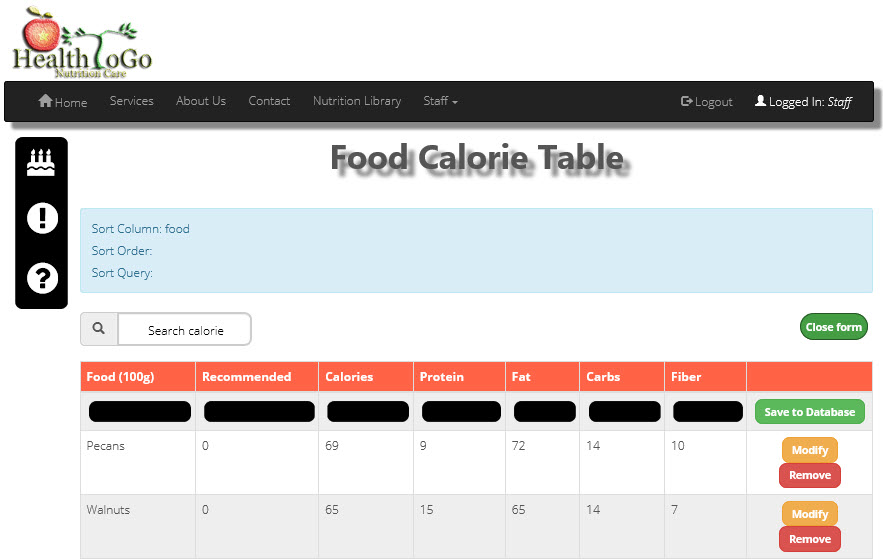 Health ToGo
Nutrition Care
Home Services About Us Contact Nutrition Library Staff Logout Logged In: Staff
Food Calorie Table
Sort Column: food
Sort Order:
Sort Query:
Search calorie Close form
Food (100g) Recommended Calories Protein Fat Carbs Fiber
Save to Database
Pecans 0 69 9 72 14 10 Modify
Remove
Walnuts 0 65 15 65 14 7 Modify
Remove